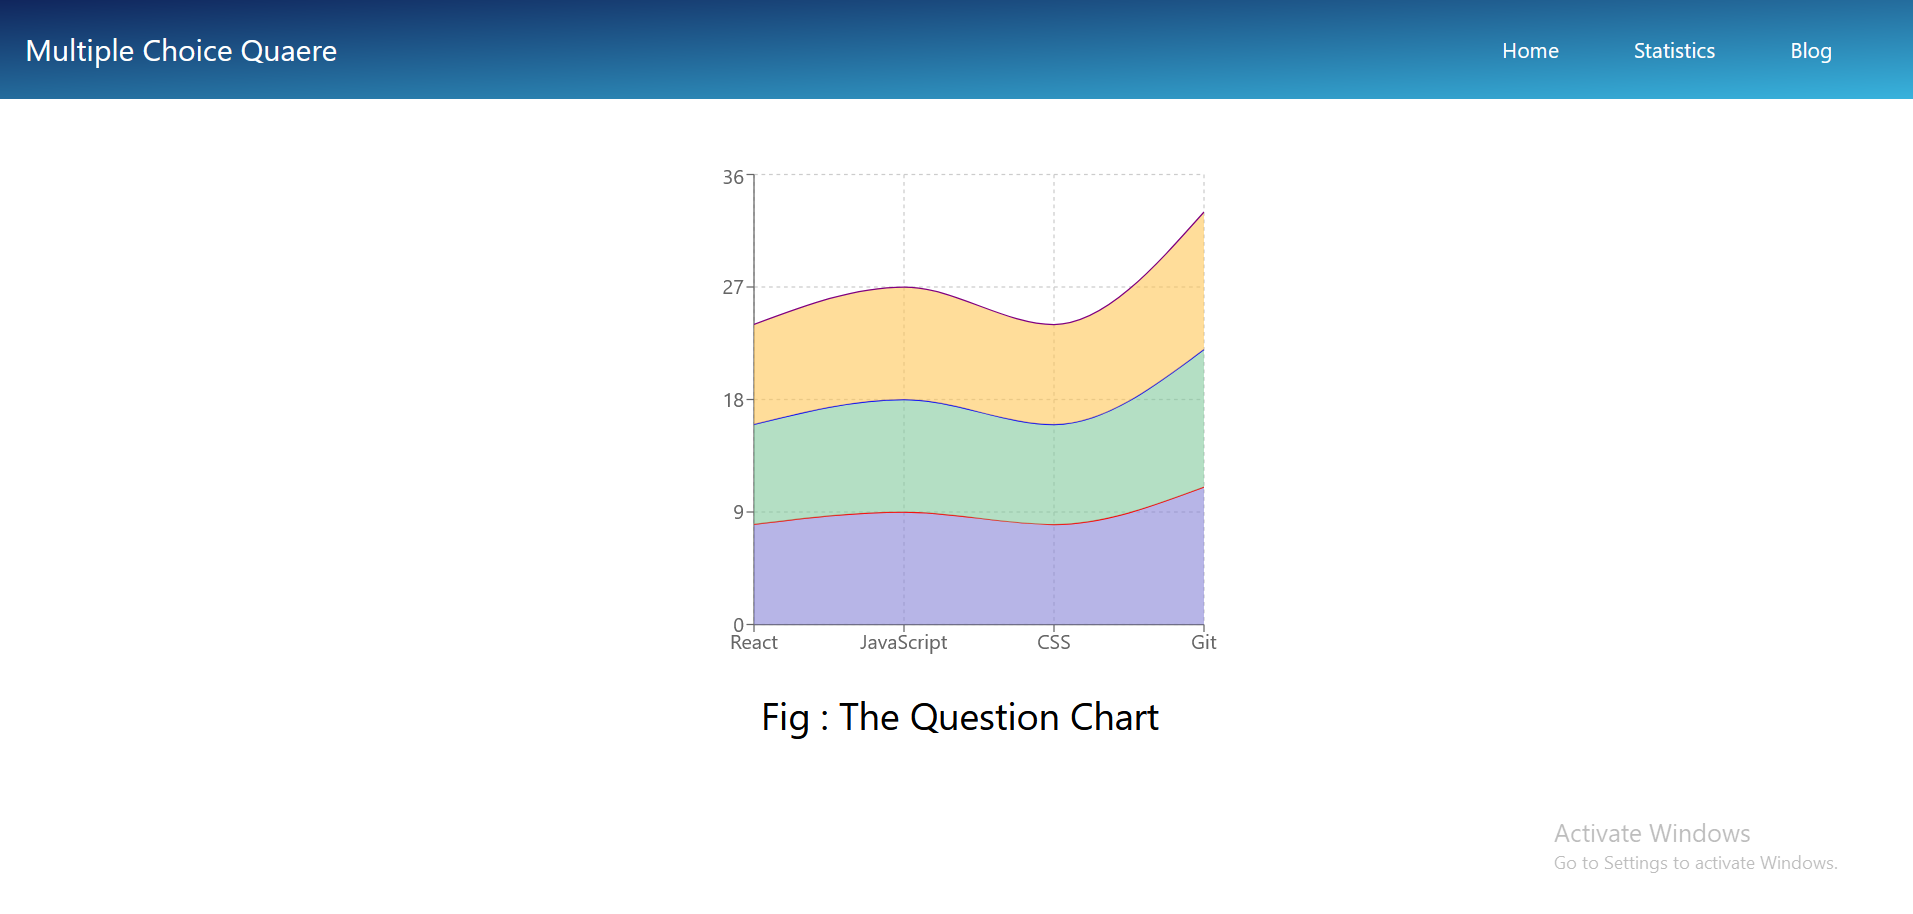 Multiple Choice Quaere
Home Statistics Blog
36
27
18
9
0
React JavaScript CSS Git
Fig : The Question Chart
Activate Windows
Go to Settings to activate Windows.